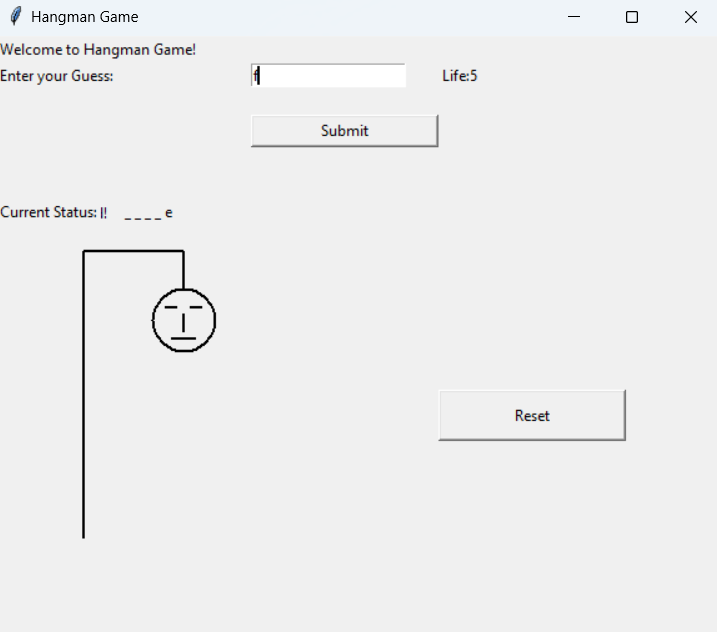 Hangman Game
Welcome to Hangman Game!
Enter your Guess: f Life:5
Submit
Current Status: l! _ _ _ _ e
Reset